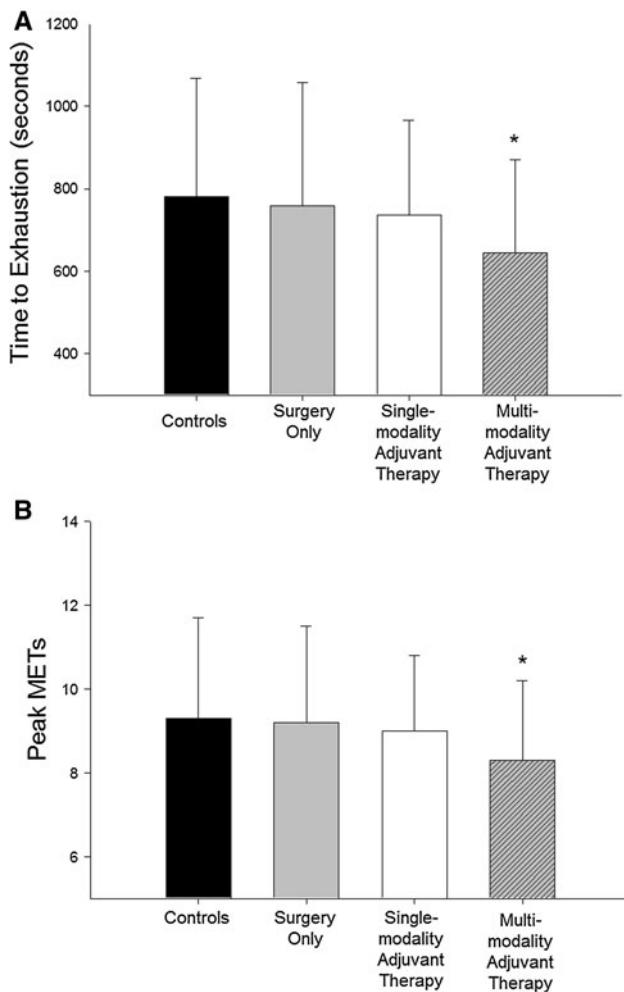 A
Time to Exhaustion (seconds)
1200
1000
800
600
400
*
Controls
Surgery
Only
Single-
modality
Adjuvant
Therapy
Multi-
modality
Adjuvant
Therapy
B
Peak METs
14
12
10
8
6
*
Controls
Surgery
Only
Single-
modality
Adjuvant
Therapy
Multi-
modality
Adjuvant
Therapy